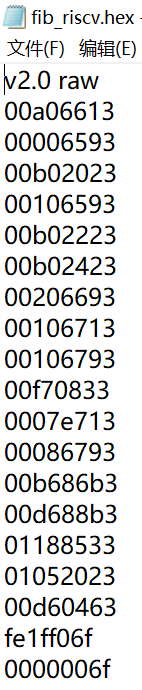 fib_riscv.hex -
文件(F) 编辑(E)
v2.0 raw
00a06613
00006593
00b02023
00106593
00b02223
00b02423
00206693
00106713
00106793
00f70833
0007e713
00086793
00b686b3
00d688b3
01188533
01052023
00d60463
fe1ff06f
0000006f